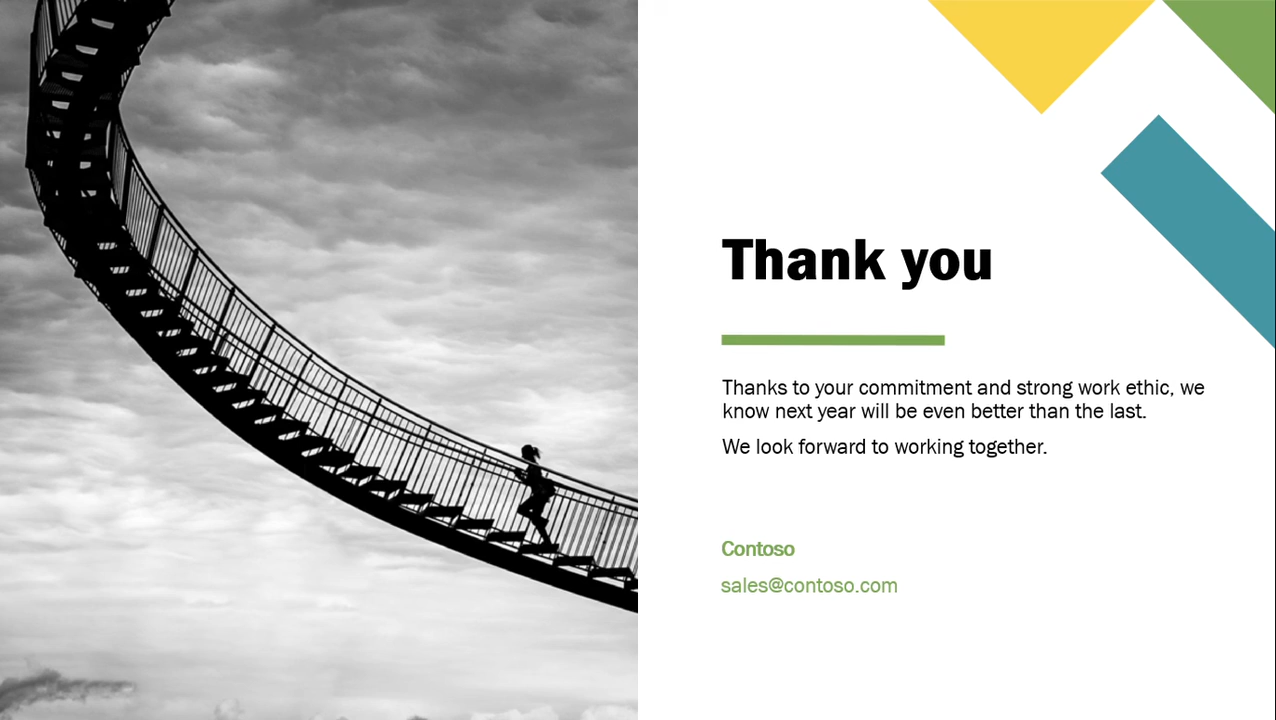 Thank you
Thanks to your commitment and strong work ethic, we
know next year will be even better than the last.
We look forward to working together.
Contoso
sales@contoso.com